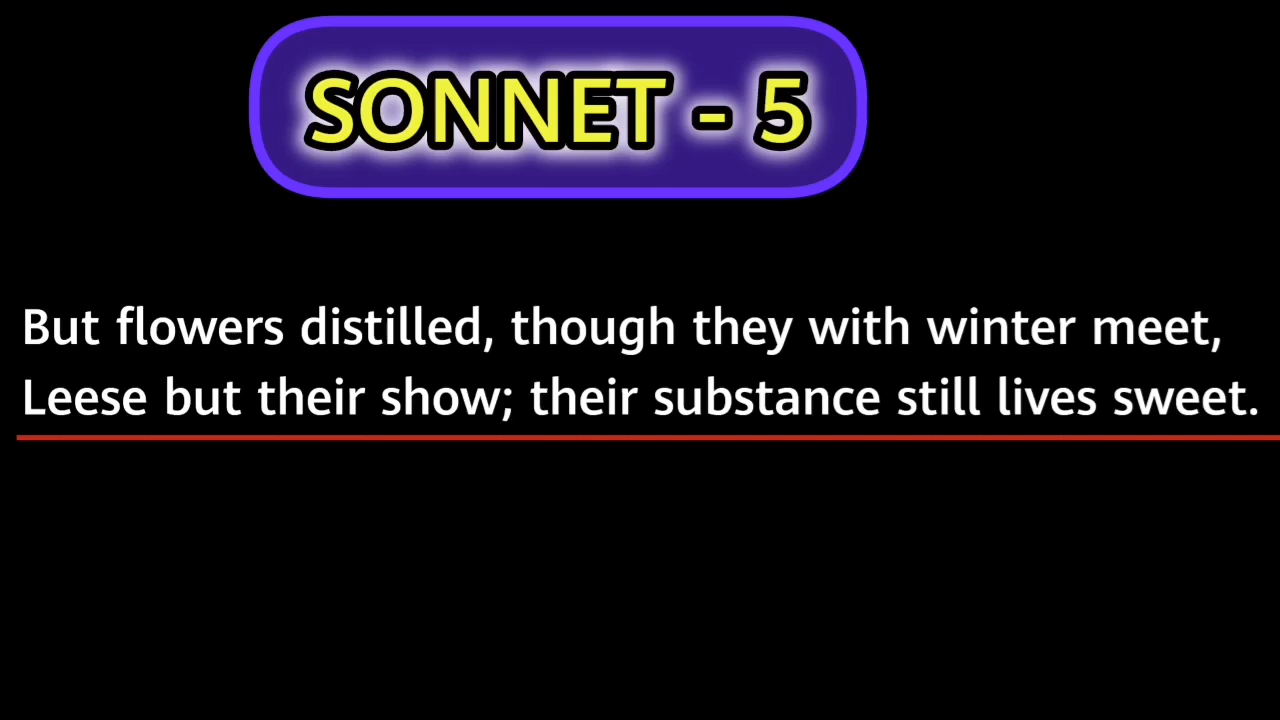 SONNET - 5
But flowers distilled, though they with winter meet,
Leese but their show; their substance still lives sweet.